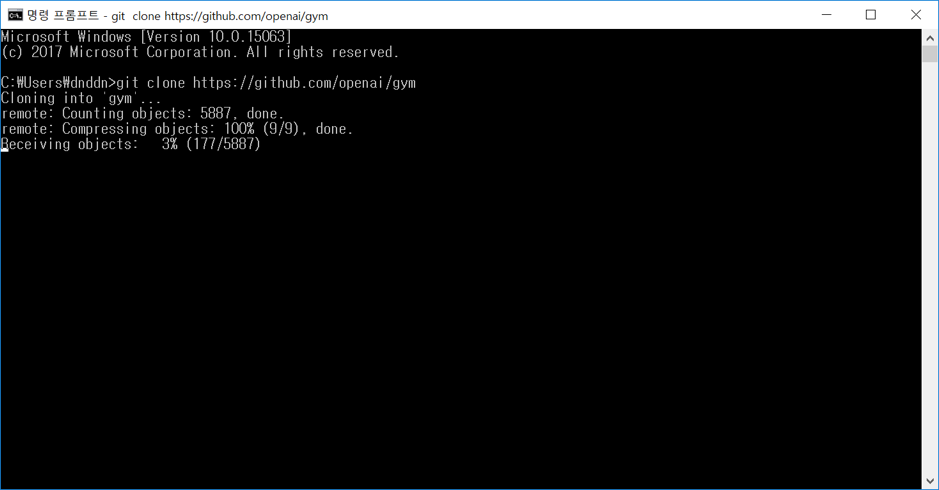 명령 프롬프트 - git  clone https://github.com/openai/gym
Microsoft Windows [Version 10.0.15063]
(c) 2017 Microsoft Corporation. All rights reserved.
C:₩Users₩dnddn>git clone https://github.com/openai/gym
Cloning into 'gym'...
remote: Counting objects: 5887, done.
remote: Compressing objects: 100% (9/9), done.
Receiving objects:   3% (177/5887)